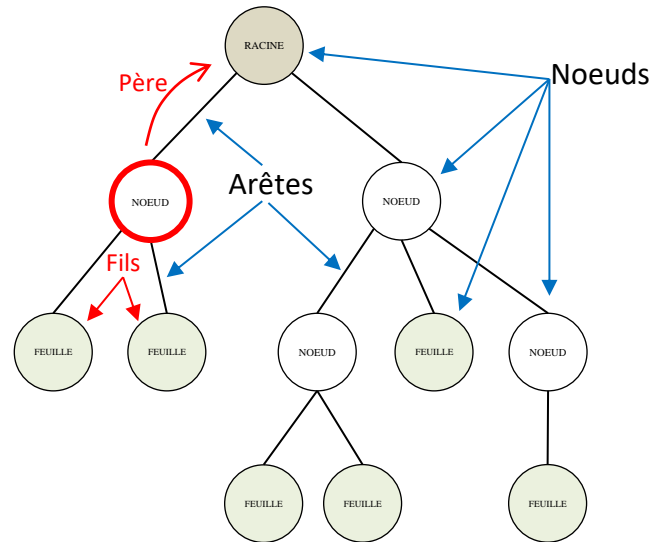 RACINE
Noeuds
Père
Arêtes
NOEUD
NOEUD
Fils
FEUILLE
FEUILLE
NOEUD
FEUILLE
NOEUD
FEUILLE
FEUILLE
FEUILLE